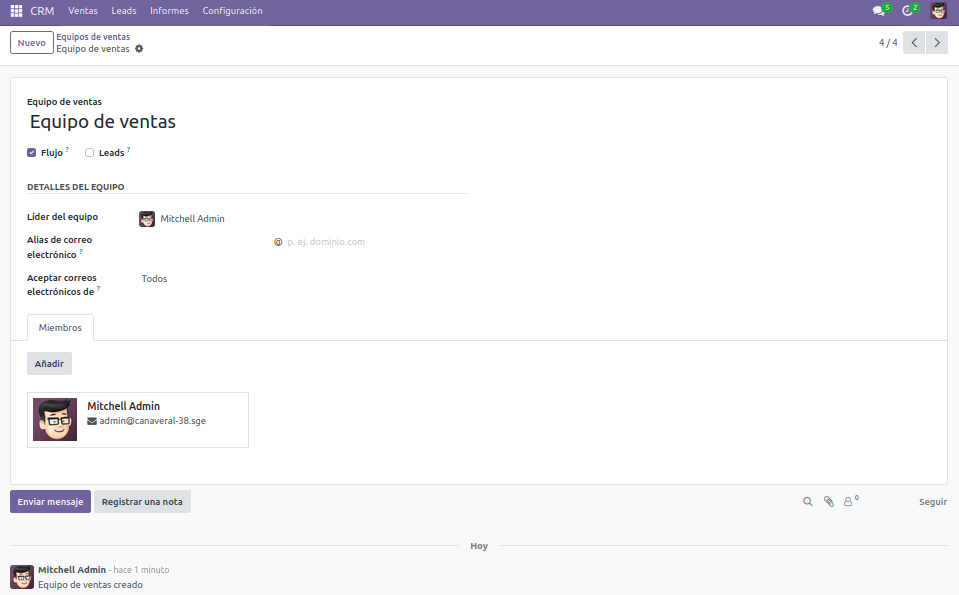 CRM Ventas Leads Informes Configuración 5 2
Nuevo
Equipos de ventas
Equipo de ventas
4 / 4
Equipo de ventas
Equipo de ventas
Flujo ? Leads ?
DETALLES DEL EQUIPO
Líder del equipo Mitchell Admin
Alias de correo
electrónico ? @ p. ej. dominio.com
Aceptar correos
electrónicos de ? Todos
Miembros
Añadir
Mitchell Admin
admin@canaveral-38.sge
Enviar mensaje Registrar una nota 0 Seguir
Hoy
Mitchell Admin - hace 1 minuto
Equipo de ventas creado